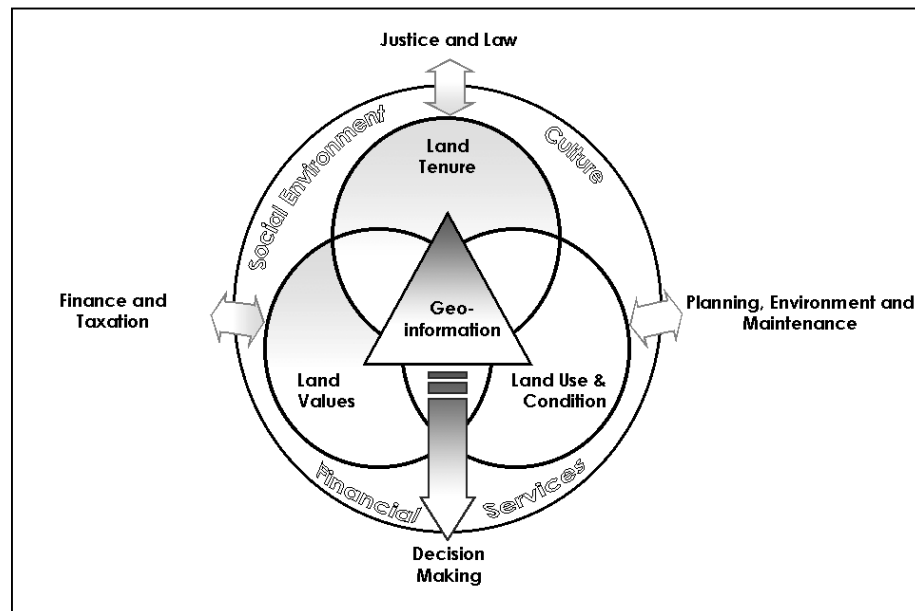 Justice and Law
Social Environment
Culture
Land
Tenure
Finance and
Taxation
Geo-
information
Planning, Environment and
Maintenance
Land
Values
Land Use &
Condition
Financial
Services
Decision
Making